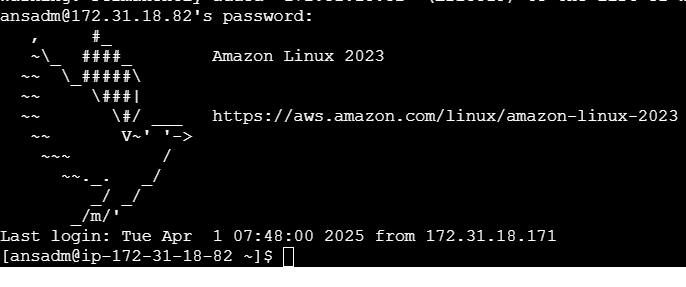 ansadm@172.31.18.82's password:
   ,     #_
   ~\_  ####_        Amazon Linux 2023
  ~~  \_#####\
  ~~     \###|
  ~~       \#/ ___   https://aws.amazon.com/linux/amazon-linux-2023
   ~~       V~' '->
    ~~~         /
      ~~._.   _/
         _/ _/
       _/m/'
Last login: Tue Apr  1 07:48:00 2025 from 172.31.18.171
[ansadm@ip-172-31-18-82 ~]$